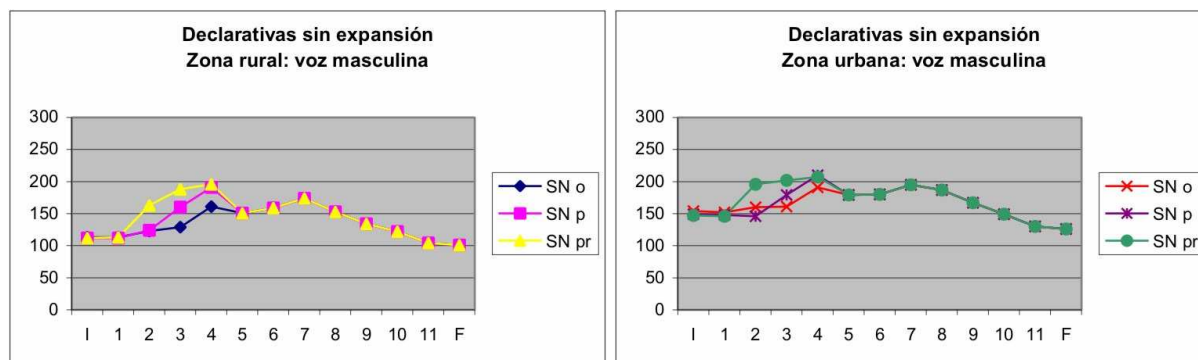 Declarativas sin expansión
Zona rural: voz masculina
300
250
200
150
100
50
0
I 1 2 3 4 5 6 7 8 9 10 11 F
SN o
SN p
SN pr
Declarativas sin expansión
Zona urbana: voz masculina
300
250
200
150
100
50
0
I 1 2 3 4 5 6 7 8 9 10 11 F
SN o
SN p
SN pr